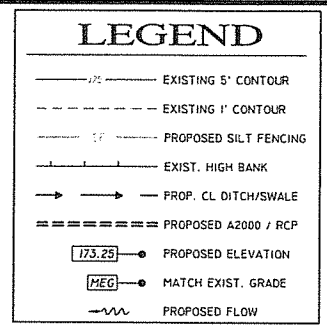 LEGEND
175 EXISTING 5' CONTOUR
EXISTING 1' CONTOUR
SF PROPOSED SILT FENCING
EXIST. HIGH BANK
PROP. CL DITCH/SWALE
PROPOSED A2000 / RCP
173.25 PROPOSED ELEVATION
MEG MATCH EXIST. GRADE
PROPOSED FLOW